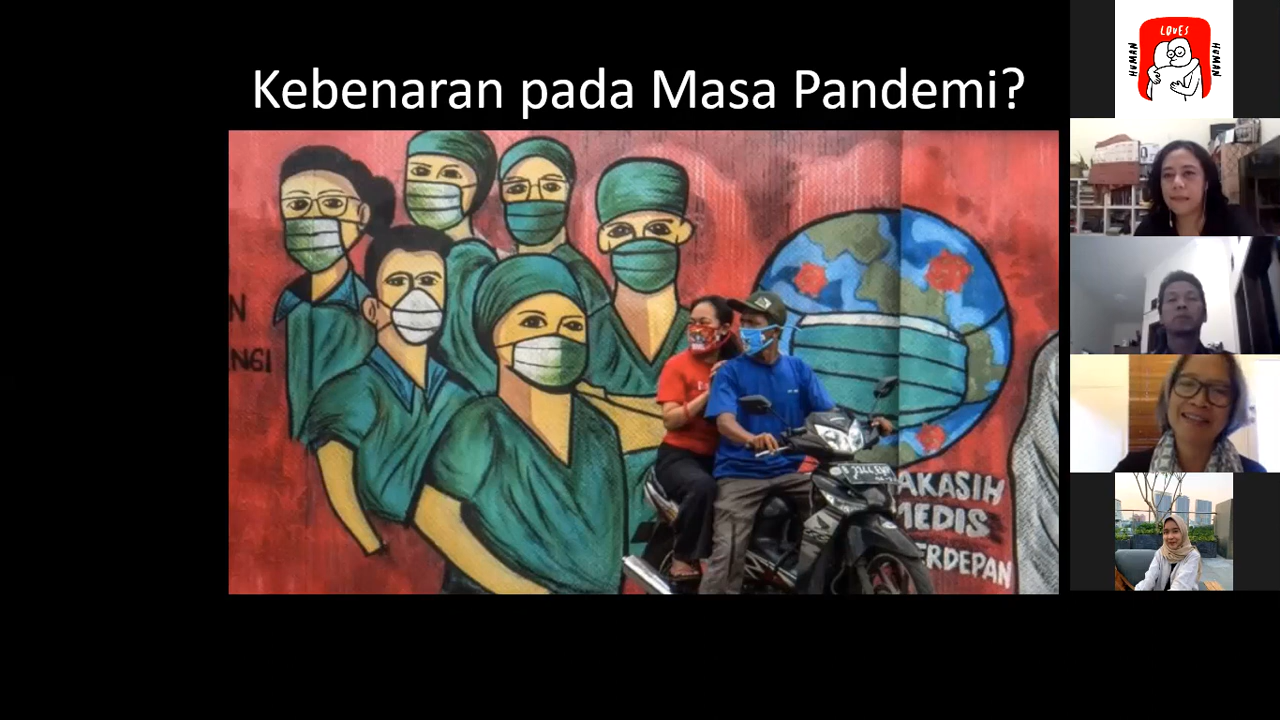 Kebenaran pada Masa Pandemi?
N
NGI
AKASIH
MEDIS
ERDEPAN
HUMAN
LOVES
HUMAN